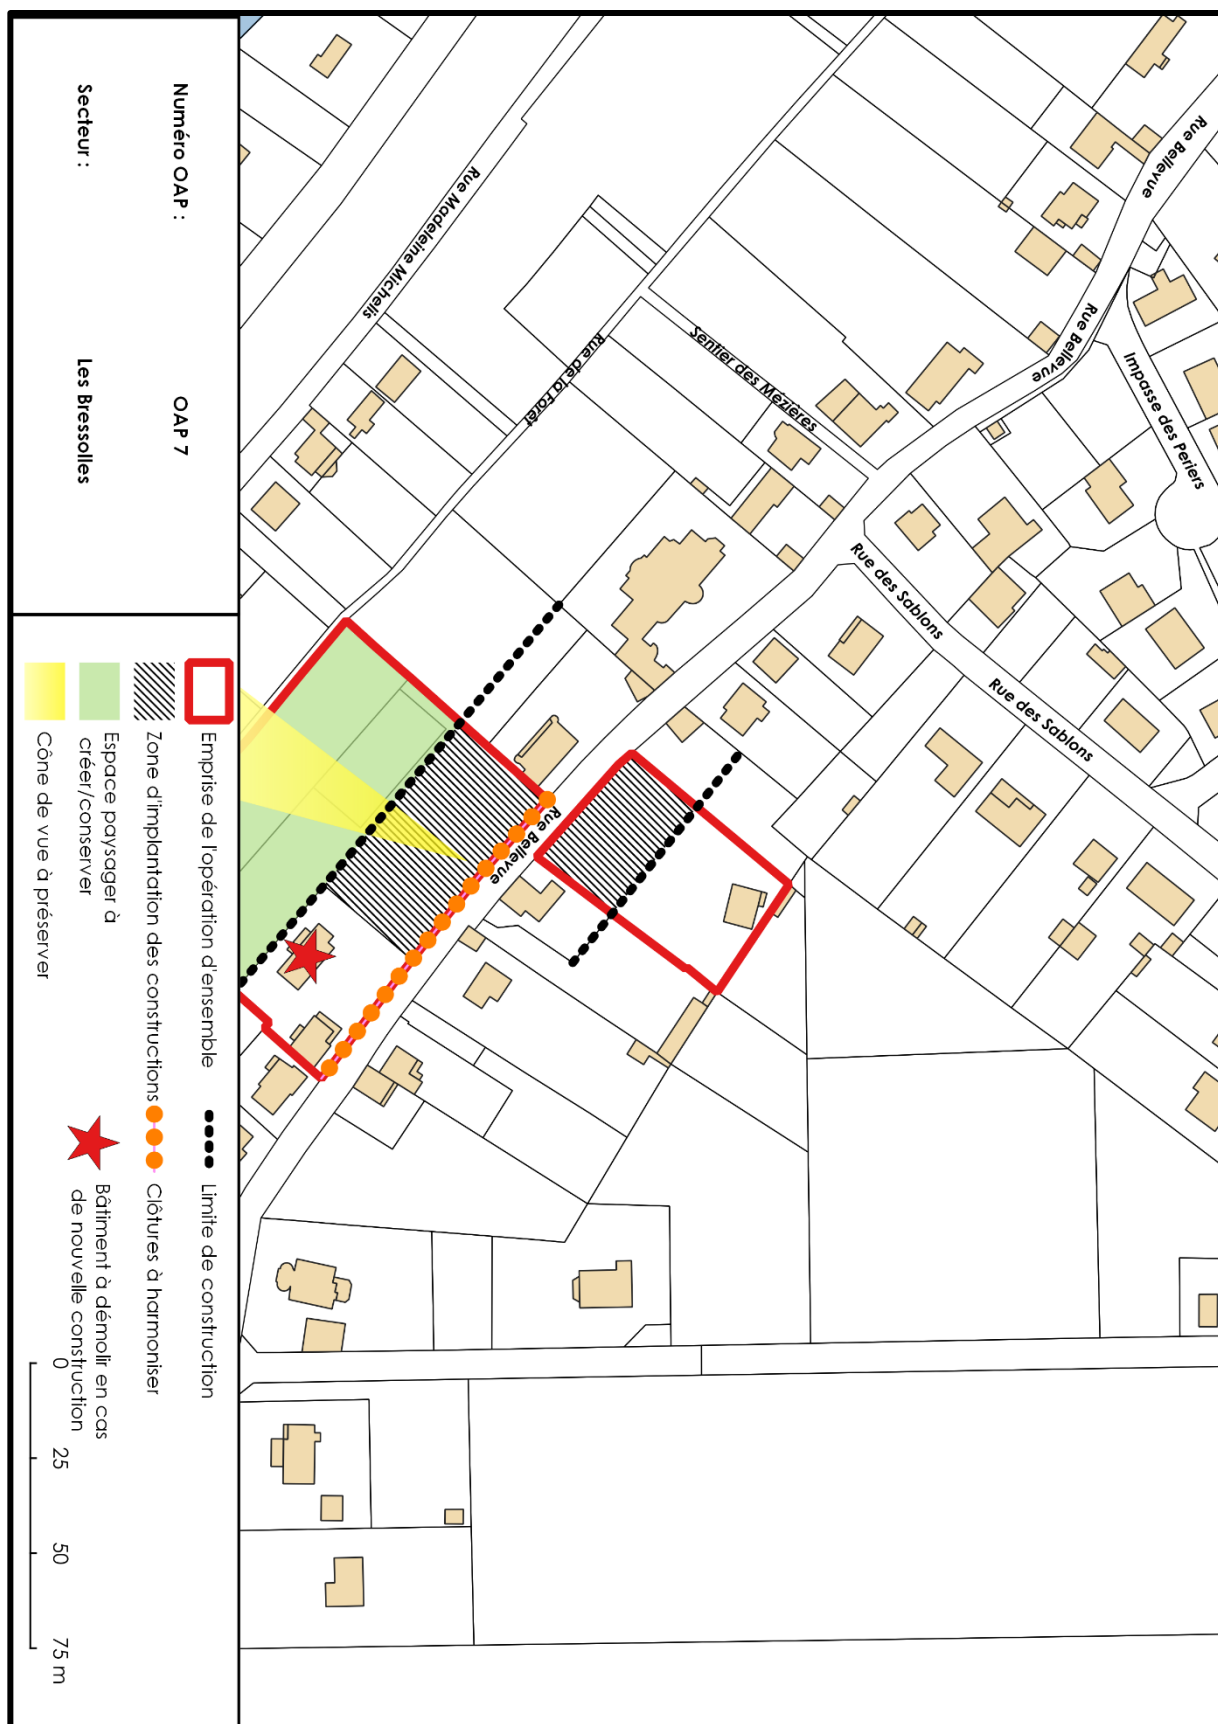 Rue Bellevue
Rue Bellevue
Impasse des Periers
Rue Madeleine Michelis
Rue de la Forêt
Sentier des Mezières
Rue des Sablons
Rue des Sablons
Rue Bellevue
Numéro OAP :
OAP 7
Secteur :
Les Bressolles
Emprise de l'opération d'ensemble
Zone d'implantation des constructions
Espace paysager à
créer/conserver
Cône de vue à préserver
Limite de construction
Clôtures à harmoniser
Bâtiment à démolir en cas
de nouvelle construction
0 25 50 75 m